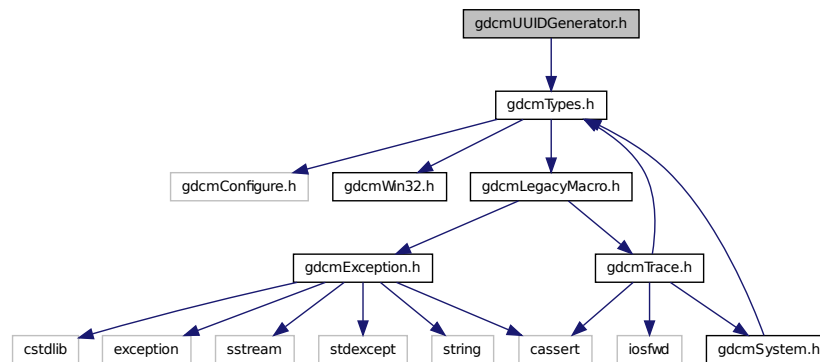 gdcmUUIDGenerator.h
gdcmTypes.h
gdcmConfigure.h
gdcmWin32.h
gdcmLegacyMacro.h
gdcmException.h
gdcmTrace.h
cstdlib
exception
sstream
stdexcept
string
cassert
iosfwd
gdcmSystem.h